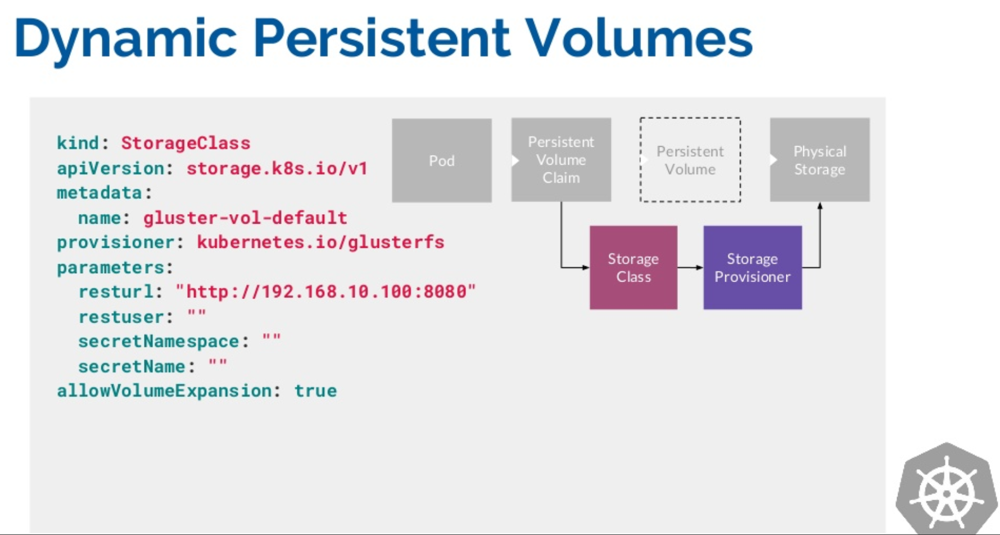 Dynamic Persistent Volumes
kind: StorageClass
apiVersion: storage.k8s.io/v1
metadata:
  name: gluster-vol-default
provisioner: kubernetes.io/glusterfs
parameters:
  resturl: "http://192.168.10.100:8080"
  restuser: ""
  secretNamespace: ""
  secretName: ""
allowVolumeExpansion: true
Pod
Persistent
Volume
Claim
Persistent
Volume
Physical
Storage
Storage
Class
Storage
Provisioner